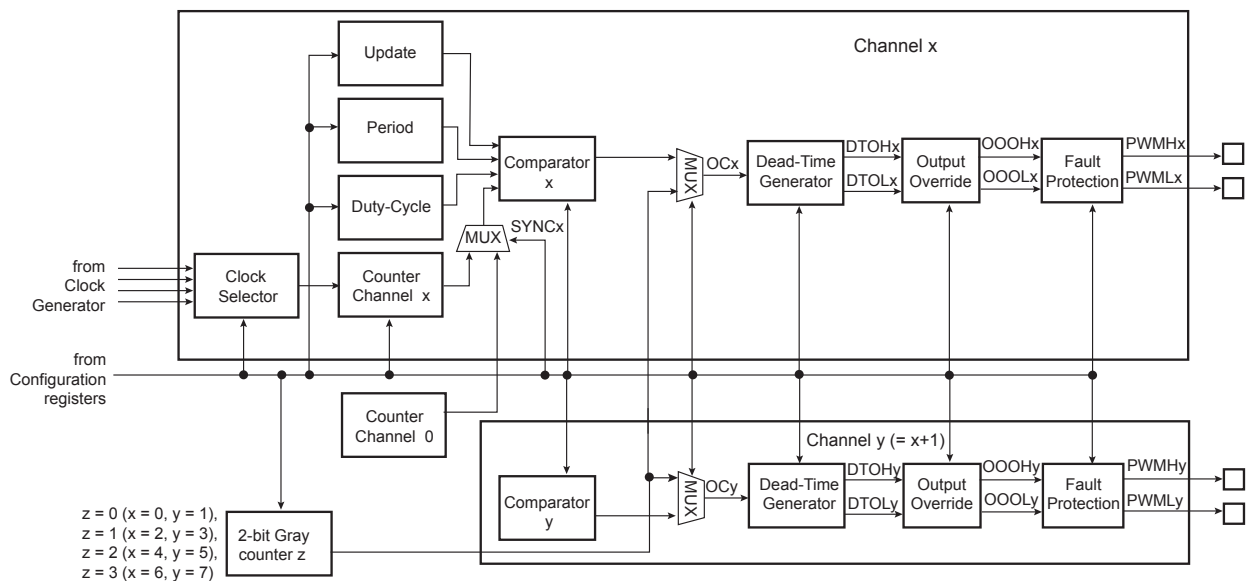 Channel x
Update
Period
Duty-Cycle
Comparator
x
MUX
SYNCx
MUX
OCx
Dead-Time
Generator
DTOHx
DTOLx
Output
Override
OOOHx
OOOLx
Fault
Protection
PWMHx
PWMLx
from
Clock
Generator
Clock
Selector
Counter
Channel x
from
Configuration
registers
Counter
Channel 0
Channel y (= x+1)
Comparator
y
MUX
OCy
Dead-Time
Generator
DTOHy
DTOLy
Output
Override
OOOHy
OOOLy
Fault
Protection
PWMHy
PWMLy
z = 0 (x = 0, y = 1),
z = 1 (x = 2, y = 3),
z = 2 (x = 4, y = 5),
z = 3 (x = 6, y = 7)
2-bit Gray
counter z